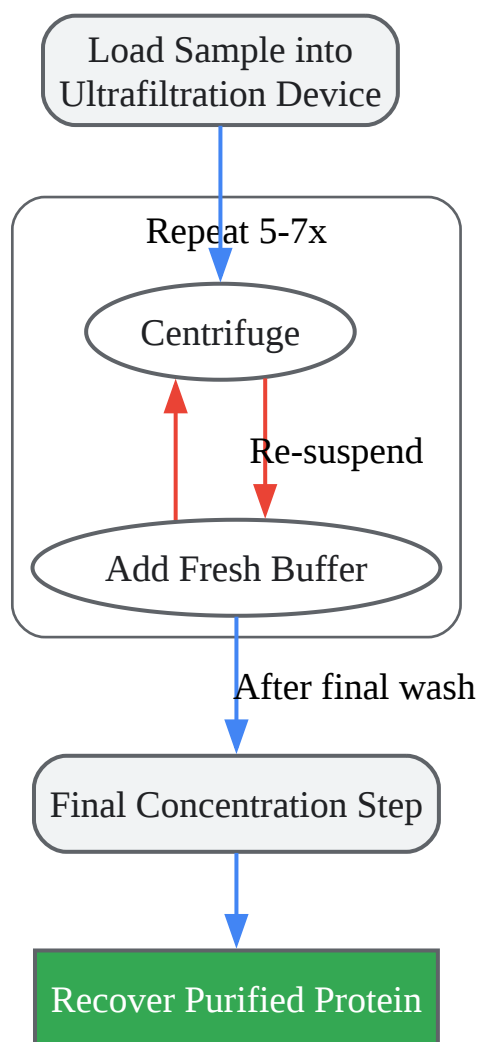 Load Sample into
Ultrafiltration Device
Repeat 5-7x
Centrifuge
Re-suspend
Add Fresh Buffer
After final wash
Final Concentration Step
Recover Purified Protein